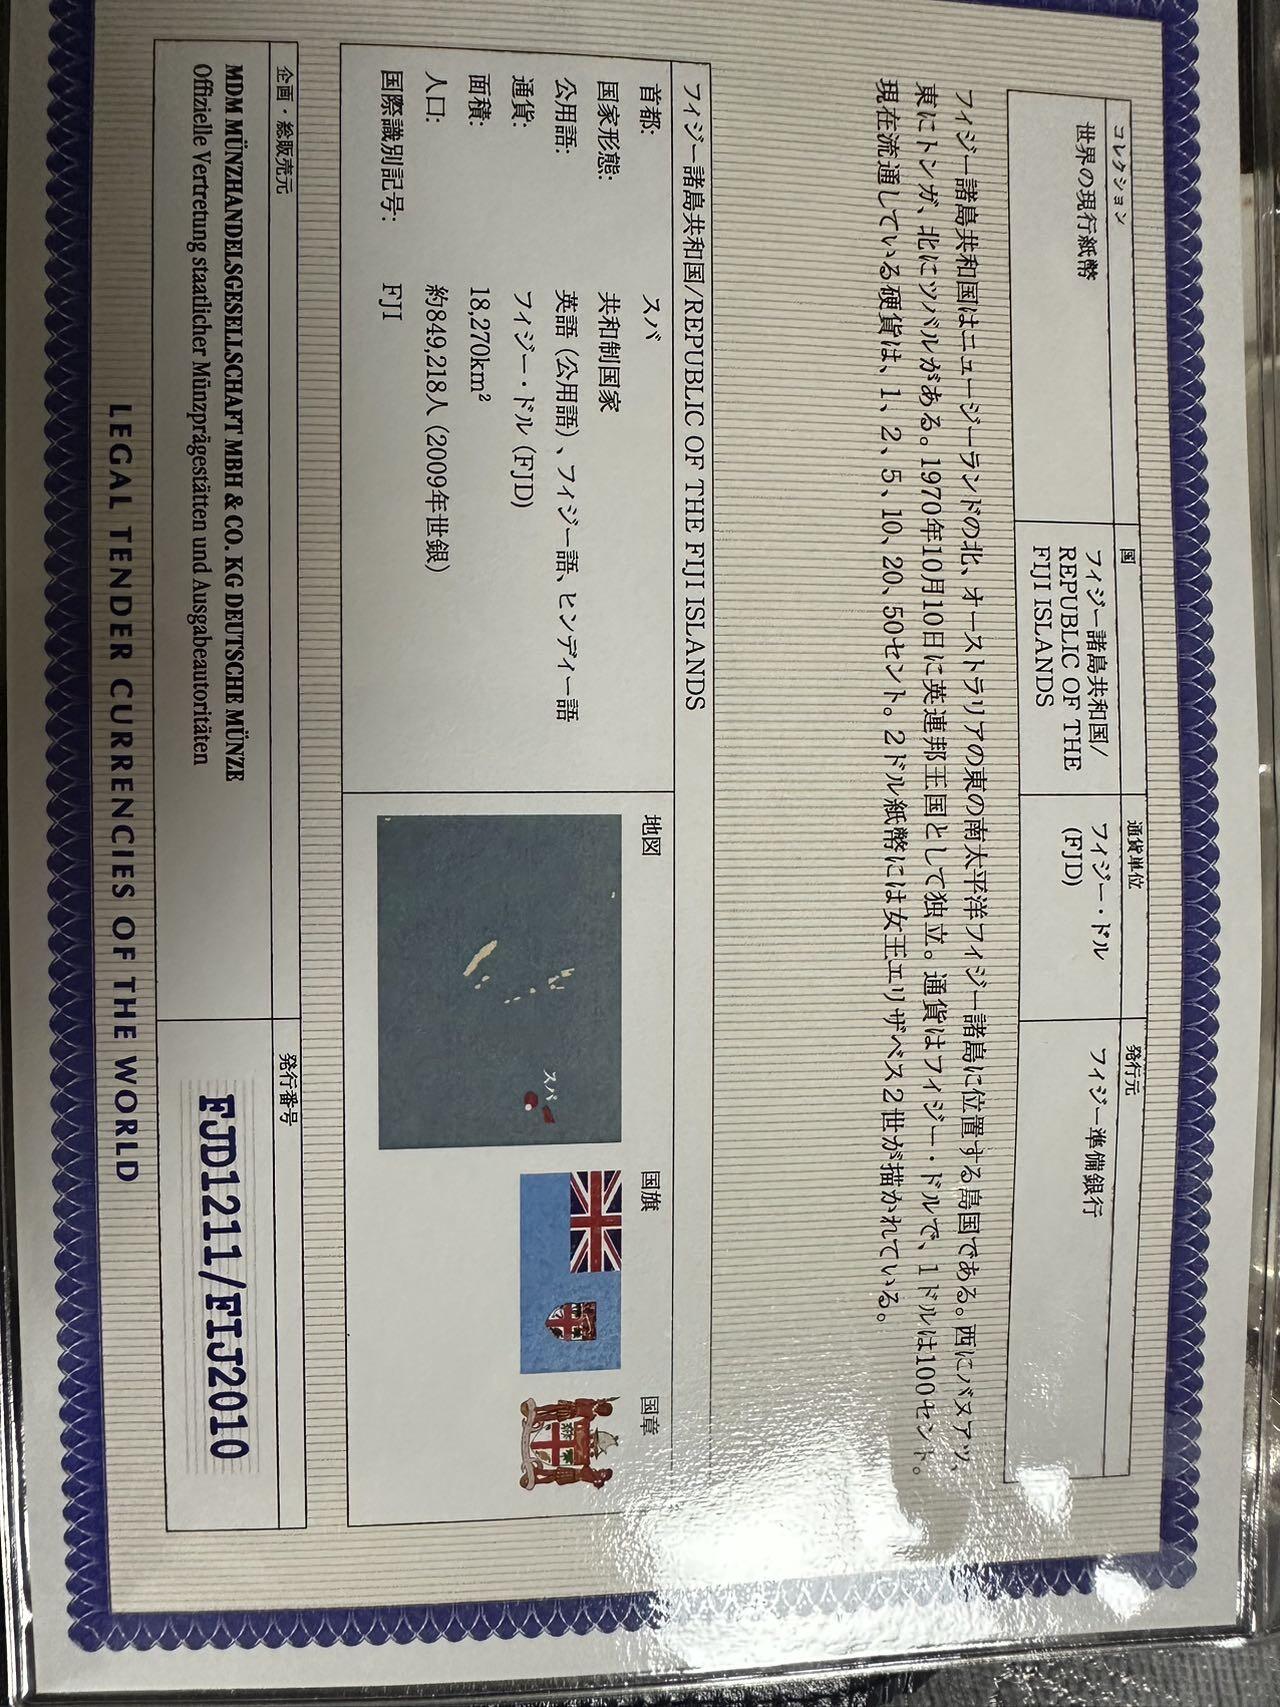 コレクション
世界の現行紙幣
国
フィジー諸島共和国/
REPUBLIC OF THE
FIJI ISLANDS
通貨単位
フィジー・ドル
(FJD)
発行元
フィジー準備銀行
フィジー諸島共和国はニュージーランドの北、オーストラリアの東の南太平洋フィジー諸島に位置する島国である。西にバヌアツ、
東にトンガ、北にツバルがある。1970年10月10日に英連邦王国として独立。通貨はフィジー・ドルで、1ドルは100セント。
現在流通している硬貨は、1、2、5、10、20、50セント。2ドル紙幣には女王エリザベス2世が描かれている。
フィジー諸島共和国/REPUBLIC OF THE FIJI ISLANDS
首都: スバ
国家形態: 共和制国家
公用語: 英語（公用語）、フィジー語、ヒンディー語
通貨: フィジー・ドル (FJD)
面積: 18,270km²
人口: 約849,218人（2009年世銀）
国際識別記号: FJI
地図
スバ
国旗
国章
企画・総販売元
MDM MÜNZHANDELSGESELLSCHAFT MBH & CO. KG DEUTSCHE MÜNZE
Offizielle Vertretung staatlicher Münzprägestätten und Ausgabeautoritäten
発行番号
FJD1211/FIJ2010
LEGAL TENDER CURRENCIES OF THE WORLD